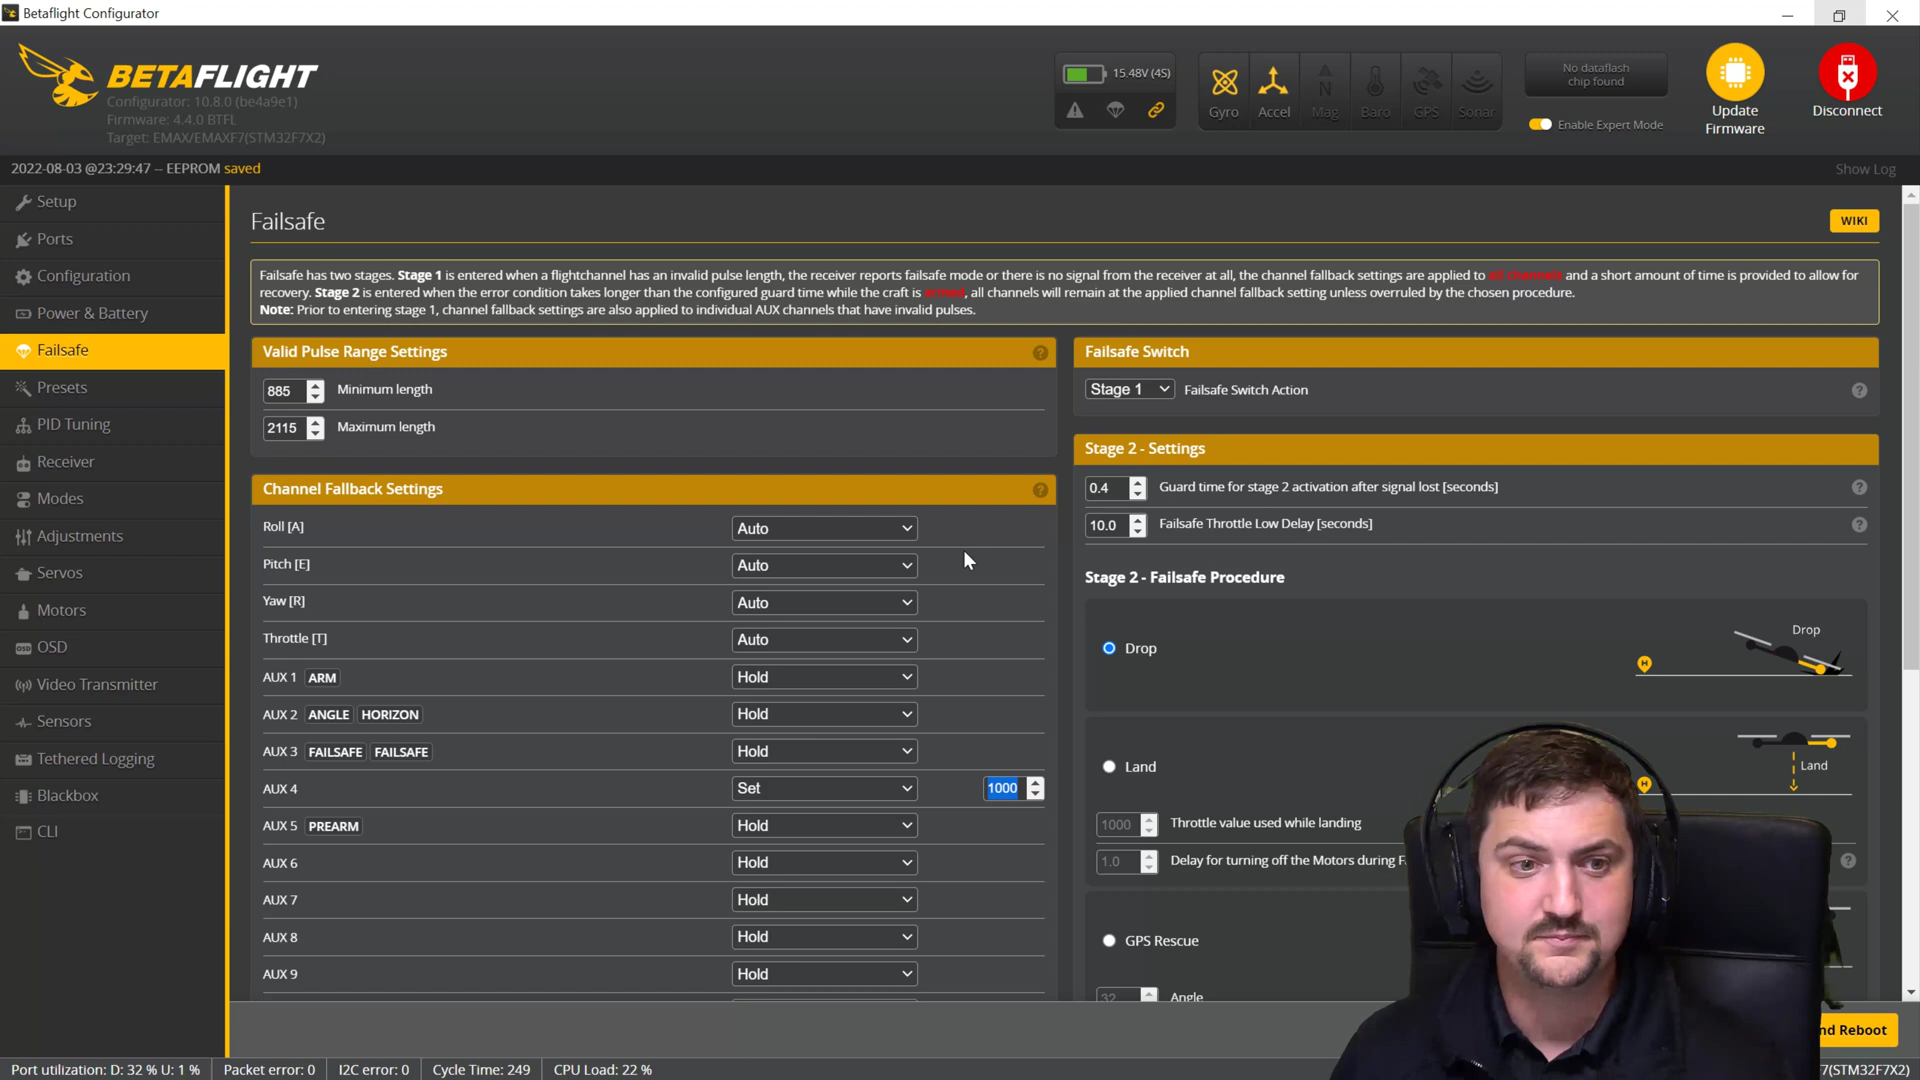 Betaflight Configurator
BETAFLIGHT
Configurator: 10.8.0 (be4a9e1)
Firmware: 4.4.0 BTFL
Target: EMAX/EMAXF7(STM32F7X2)
15.48V (4S)
Gyro
Accel
Mag
Baro
GPS
Sonar
No dataflash
chip found
Enable Expert Mode
Update
Firmware
Disconnect
2022-08-03 @23:29:47 -- EEPROM saved
Show Log
Setup
Ports
Configuration
Power & Battery
Failsafe
Presets
PID Tuning
Receiver
Modes
Adjustments
Servos
Motors
OSD
Video Transmitter
Sensors
Tethered Logging
Blackbox
CLI
Failsafe
WIKI
Failsafe has two stages. Stage 1 is entered when a flightchannel has an invalid pulse length, the receiver reports failsafe mode or there is no signal from the receiver at all, the channel fallback settings are applied to all channels and a short amount of time is provided to allow for
recovery. Stage 2 is entered when the error condition takes longer than the configured guard time while the craft is armed, all channels will remain at the applied channel fallback setting unless overruled by the chosen procedure.
Note: Prior to entering stage 1, channel fallback settings are also applied to individual AUX channels that have invalid pulses.
Valid Pulse Range Settings
885 Minimum length
2115 Maximum length
Channel Fallback Settings
Roll [A] Auto
Pitch [E] Auto
Yaw [R] Auto
Throttle [T] Auto
AUX 1 ARM Hold
AUX 2 ANGLE HORIZON Hold
AUX 3 FAILSAFE FAILSAFE Hold
AUX 4 Set 1000
AUX 5 PREARM Hold
AUX 6 Hold
AUX 7 Hold
AUX 8 Hold
AUX 9 Hold
Failsafe Switch
Stage 1 Failsafe Switch Action
Stage 2 - Settings
0.4 Guard time for stage 2 activation after signal lost [seconds]
10.0 Failsafe Throttle Low Delay [seconds]
Stage 2 - Failsafe Procedure
Drop
Drop
H
Land
Land
H
1000 Throttle value used while landing
1.0 Delay for turning off the Motors during F
GPS Rescue
32 Angle
nd Reboot
Port utilization: D: 32 % U: 1 %
Packet error: 0
I2C error: 0
Cycle Time: 249
CPU Load: 22 %
7(STM32F7X2)